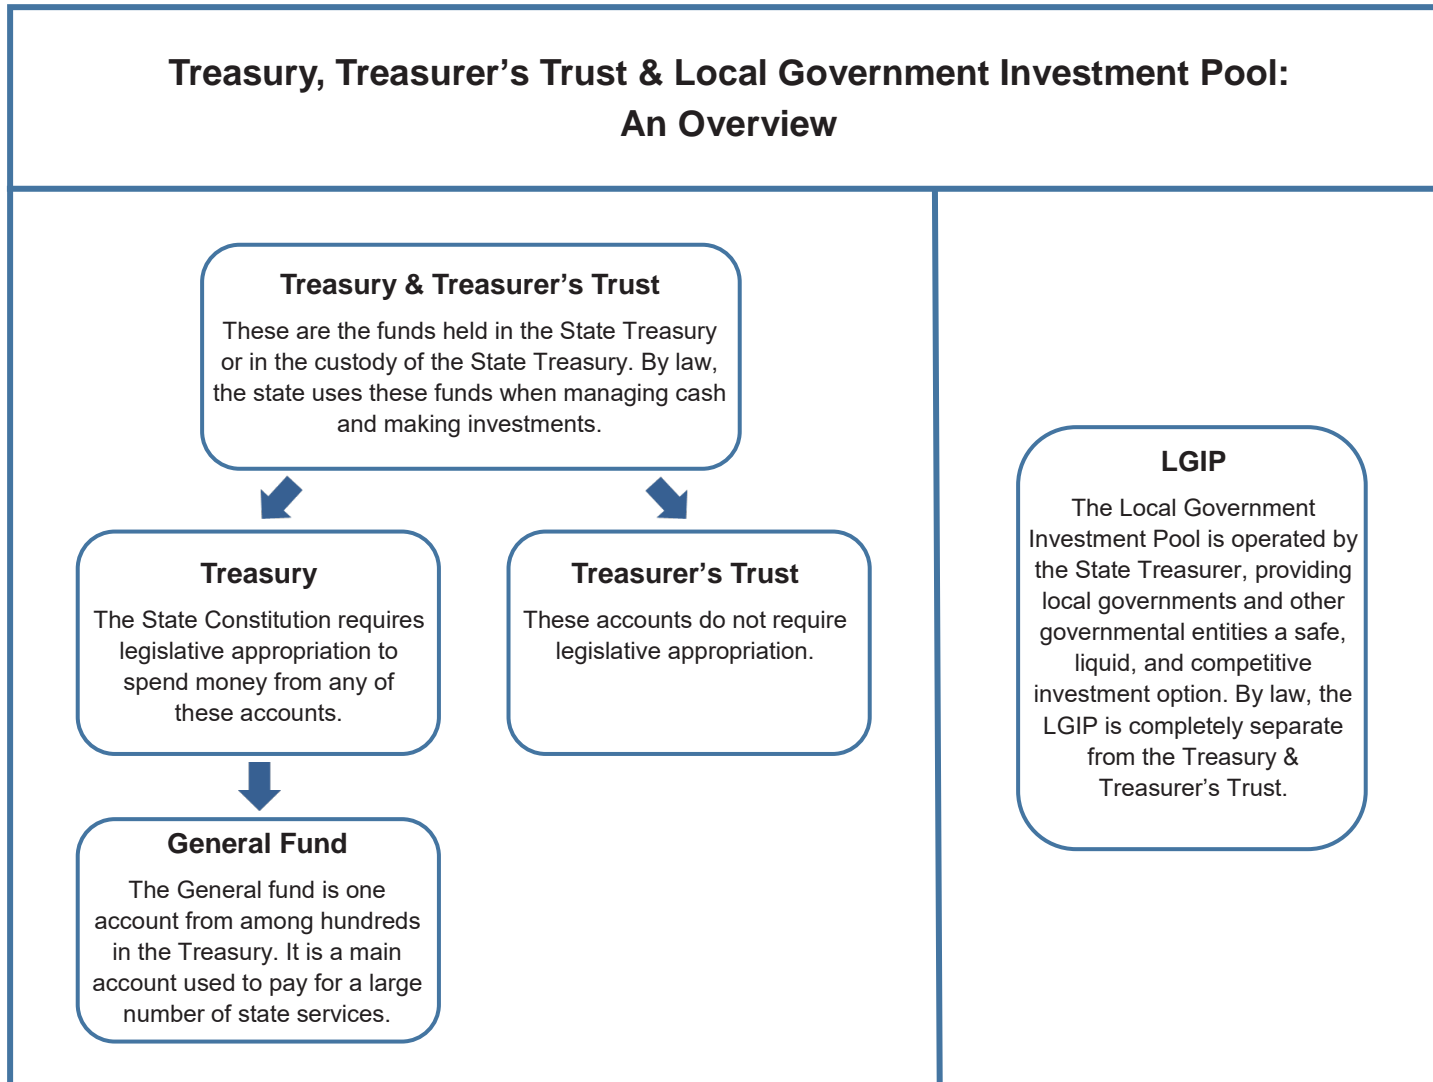 Treasury, Treasurer’s Trust & Local Government Investment Pool:
An Overview
Treasury & Treasurer’s Trust
These are the funds held in the State Treasury
or in the custody of the State Treasury. By law,
the state uses these funds when managing cash
and making investments.
Treasury
The State Constitution requires
legislative appropriation to
spend money from any of
these accounts.
Treasurer’s Trust
These accounts do not require
legislative appropriation.
General Fund
The General fund is one
account from among hundreds
in the Treasury. It is a main
account used to pay for a large
number of state services.
LGIP
The Local Government
Investment Pool is operated by
the State Treasurer, providing
local governments and other
governmental entities a safe,
liquid, and competitive
investment option. By law, the
LGIP is completely separate
from the Treasury &
Treasurer’s Trust.